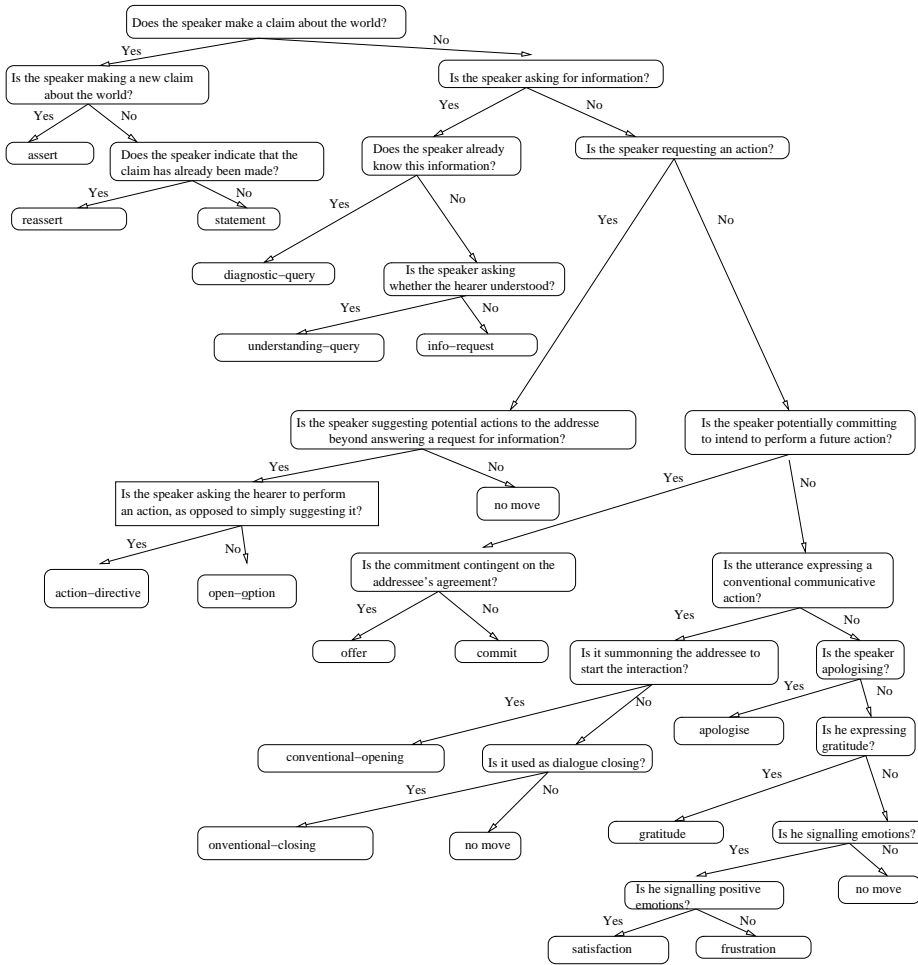 Does the speaker make a claim about the world?
Yes
No
Is the speaker making a new claim
about the world?
Is the speaker asking for information?
Yes
No
Yes
No
assert
Does the speaker indicate that the
claim has already been made?
Does the speaker already
know this information?
Is the speaker requesting an action?
Yes
No
Yes
No
Yes
No
reassert
statement
diagnostic-query
Is the speaker asking
whether the hearer understood?
Yes
No
understanding-query
info-request
Is the speaker suggesting potential actions to the addresse
beyond answering a request for information?
Is the speaker potentially committing
to intend to perform a future action?
Yes
No
Yes
No
Is the speaker asking the hearer to perform
an action, as opposed to simply suggesting it?
no move
Yes
No
Is the commitment contingent on the
addressee's agreement?
Is the utterance expressing a
conventional communicative
action?
action-directive
open-option
Yes
No
Yes
No
offer
commit
Is it summonning the addressee to
start the interaction?
Is the speaker
apologising?
Yes
No
Yes
No
conventional-opening
Is it used as dialogue closing?
apologise
Is he expressing
gratitude?
Yes
No
Yes
No
onventional-closing
no move
gratitude
Is he signalling emotions?
Yes
No
Is he signalling positive
emotions?
no move
Yes
No
satisfaction
frustration